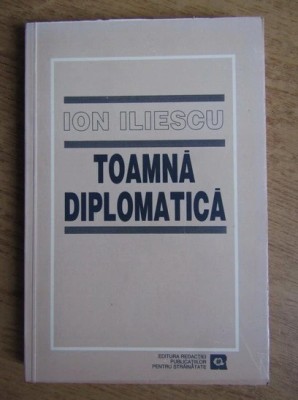 ION ILIESCU
TOAMNĂ
DIPLOMATICĂ
EDITURA REDACȚIEI
PUBLICAȚIILOR
PENTRU STRĂINĂTATE